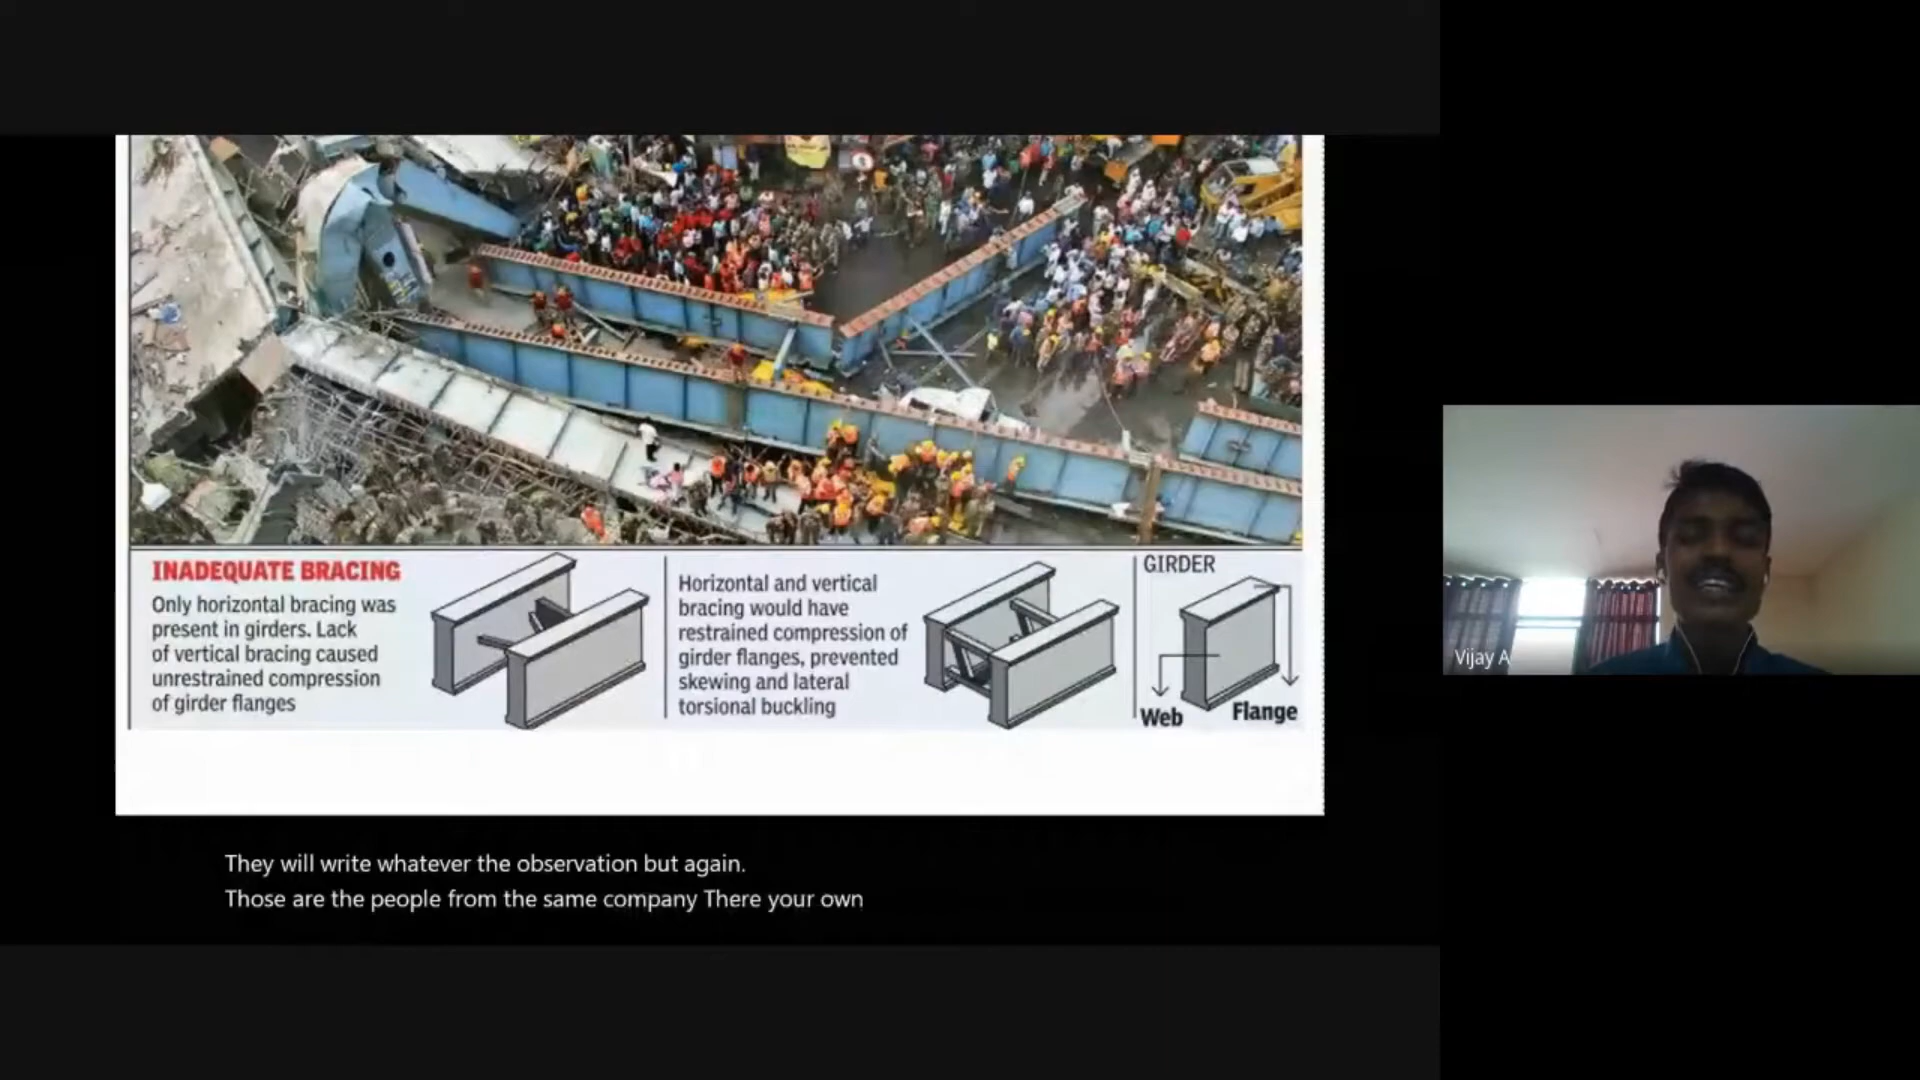 INADEQUATE BRACING
Only horizontal bracing was
present in girders. Lack
of vertical bracing caused
unrestrained compression
of girder flanges
Horizontal and vertical
bracing would have
restrained compression of
girder flanges, prevented
skewing and lateral
torsional buckling
GIRDER
Web
Flange
Vijay A
They will write whatever the observation but again.
Those are the people from the same company There your own